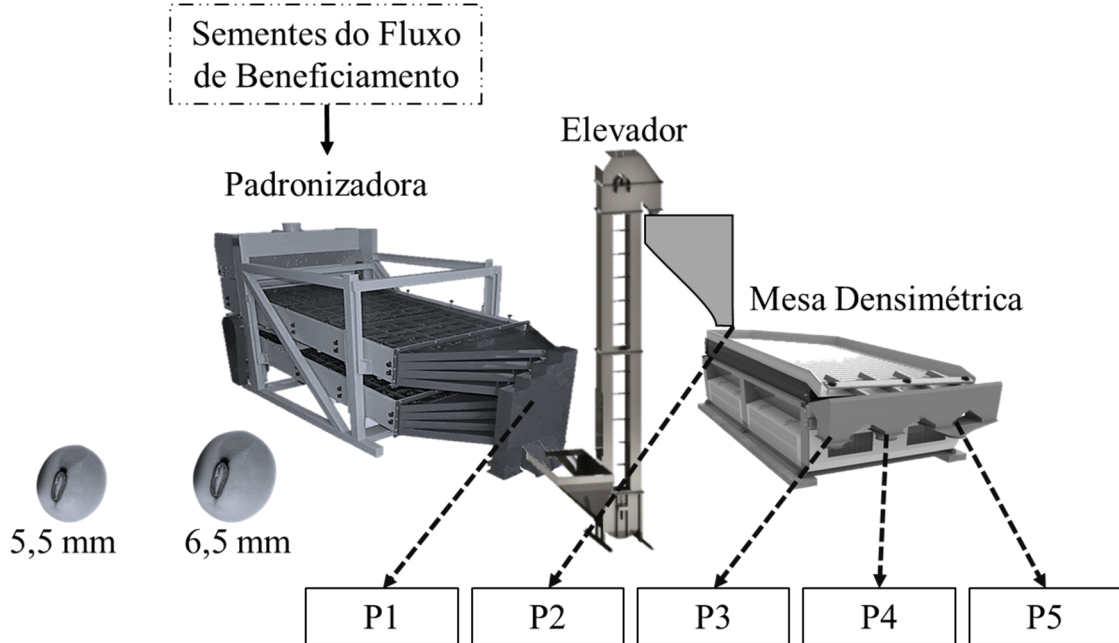 Sementes do Fluxo
de Beneficiamento
Elevador
Padronizadora
Mesa Densimétrica
5,5 mm
6,5 mm
P1
P2
P3
P4
P5